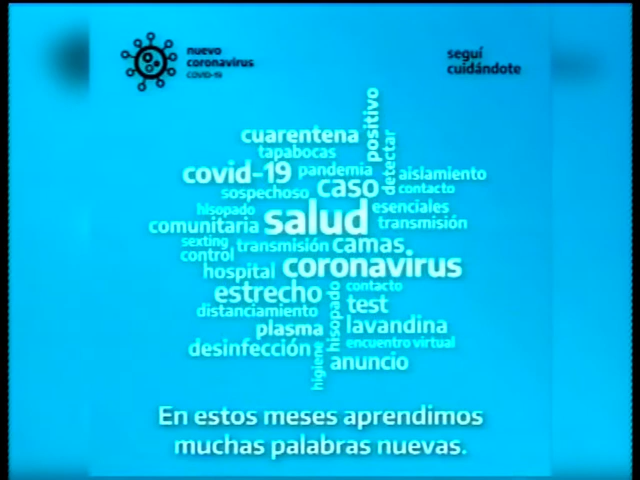 nuevo
coronavirus
COVID-19
seguí
cuidándote
positivo
cuarentena
detectar
tapabocas
covid-19 pandemia aislamiento
sospechoso caso contacto
hisopado salud esenciales
comunitaria transmisión
sexting transmisión camas
control
hospital coronavirus
estrecho contacto
hisopado test
distanciamiento
plasma lavandina
desinfección encuentro virtual
higiene anuncio
En estos meses aprendimos
muchas palabras nuevas.